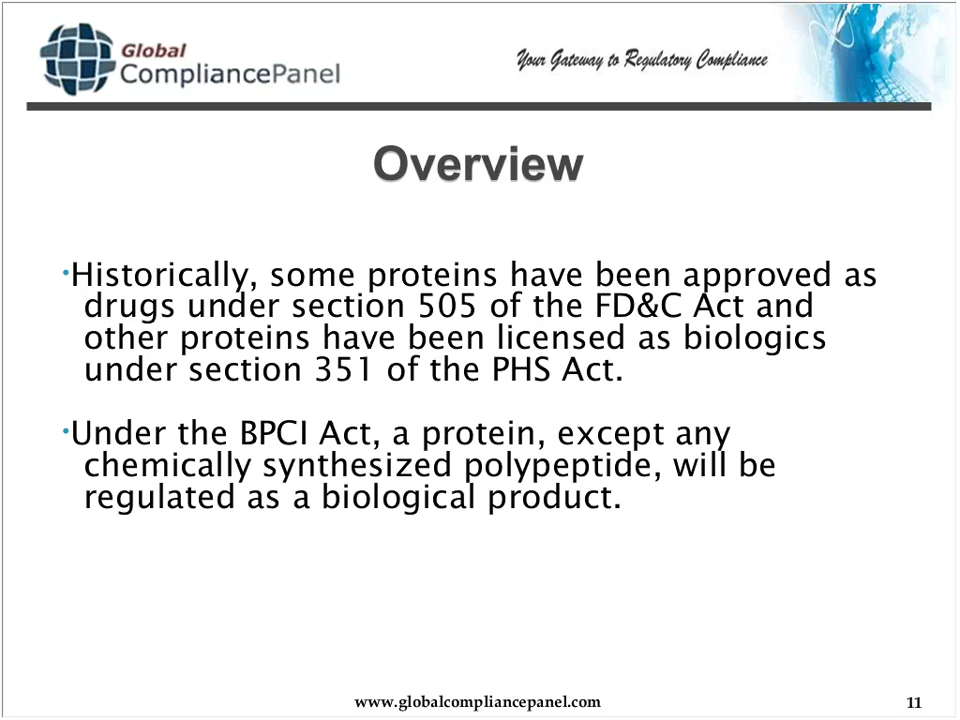 Global
CompliancePanel
Your Gateway to Regulatory Compliance
Overview
•Historically, some proteins have been approved as
drugs under section 505 of the FD&C Act and
other proteins have been licensed as biologics
under section 351 of the PHS Act.
•Under the BPCI Act, a protein, except any
chemically synthesized polypeptide, will be
regulated as a biological product.
www.globalcompliancepanel.com
11